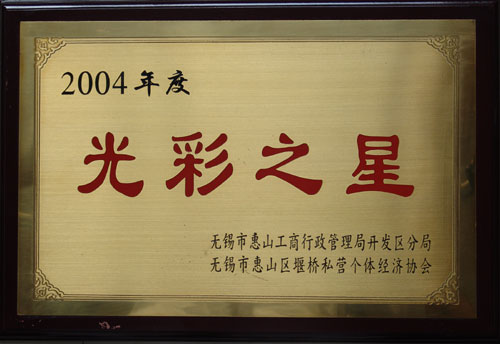 2004年度
光彩之星
无锡市惠山工商行政管理局开发区分局
无锡市惠山区堰桥私营个体经济协会